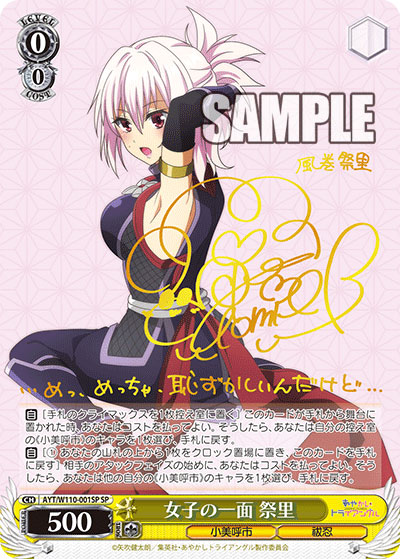 LEVEL
0
0
COST
SAMPLE
風巻祭里
…めっ、めっちゃ、恥ずかしいんだけど…
自 [手札のクライマックスを1枚控え室に置く] このカードが手札から舞台に
置かれた時、あなたはコストを払ってよい。そうしたら、あなたは自分の控え
室の《小美呼市》のキャラを1枚選び、手札に戻す。
自 [① あなたの山札の上から1枚をクロック置場に置き、このカードを手札
に戻す] 相手のアタックフェイズの始めに、あなたはコストを払ってよい。そう
したら、あなたは他の自分の《小美呼市》のキャラを1枚選び、手札に戻す。
CH AYT/W110-001SP SP
あやかし
トライアングル
500
女子の一面 祭里
小美呼市
祓忍
©矢吹健太朗／集英社・あやかしトライアングル製作委員会